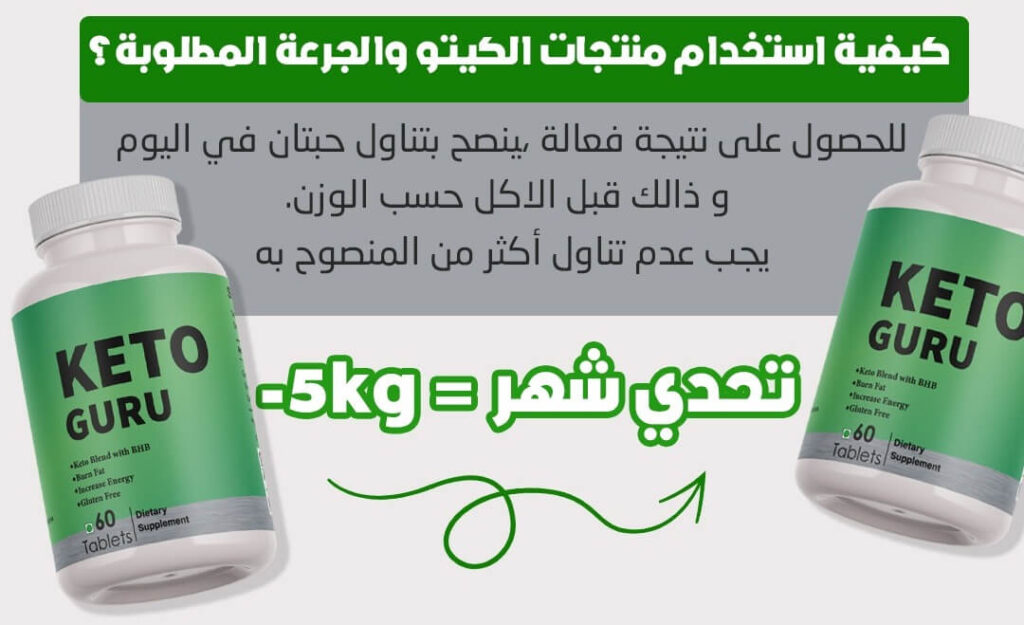 كيفية استخدام منتجات الكيتو والجرعة المطلوبة ؟
للحصول على نتيجة فعالة ،ينصح بتناول حبتان في اليوم
و ذالك قبل الاكل حسب الوزن.
يجب عدم تناول أكثر من المنصوح به
تحدي شهر = 5kg-
KETO
GURU
•Keto Blend with BHB
•Burn Fat
•Increase Energy
•Gluten Free
60
Tablets
Dietary
Supplement
KETO
GURU
•Keto Blend with BHB
•Burn Fat
•Increase Energy
•Gluten Free
60
Tablets
Dietary
Supplement